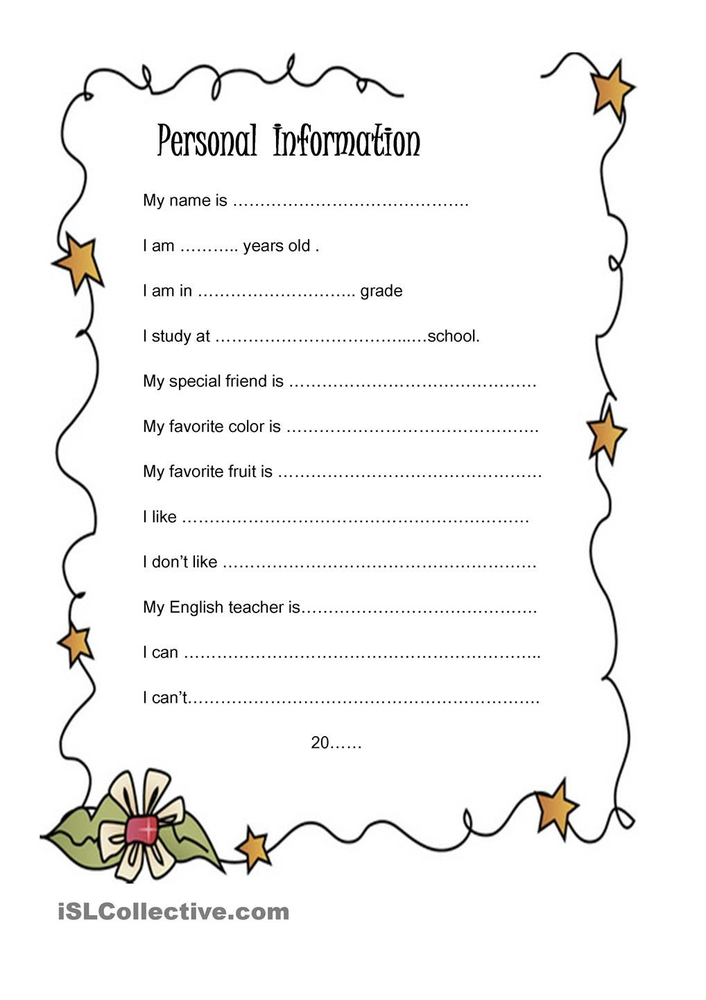 Personal Information
My name is …………………………………….
I am ……….. years old .
I am in ……………………….. grade
I study at ……………………………..…school.
My special friend is ………………………………………
My favorite color is ……………………………………….
My favorite fruit is …………………………………………
I like ………………………………………………………
I don’t like …………………………………………………
My English teacher is…………………………………….
I can ………………………………………………………..
I can’t……………………………………………………….
20……
iSLCollective.com